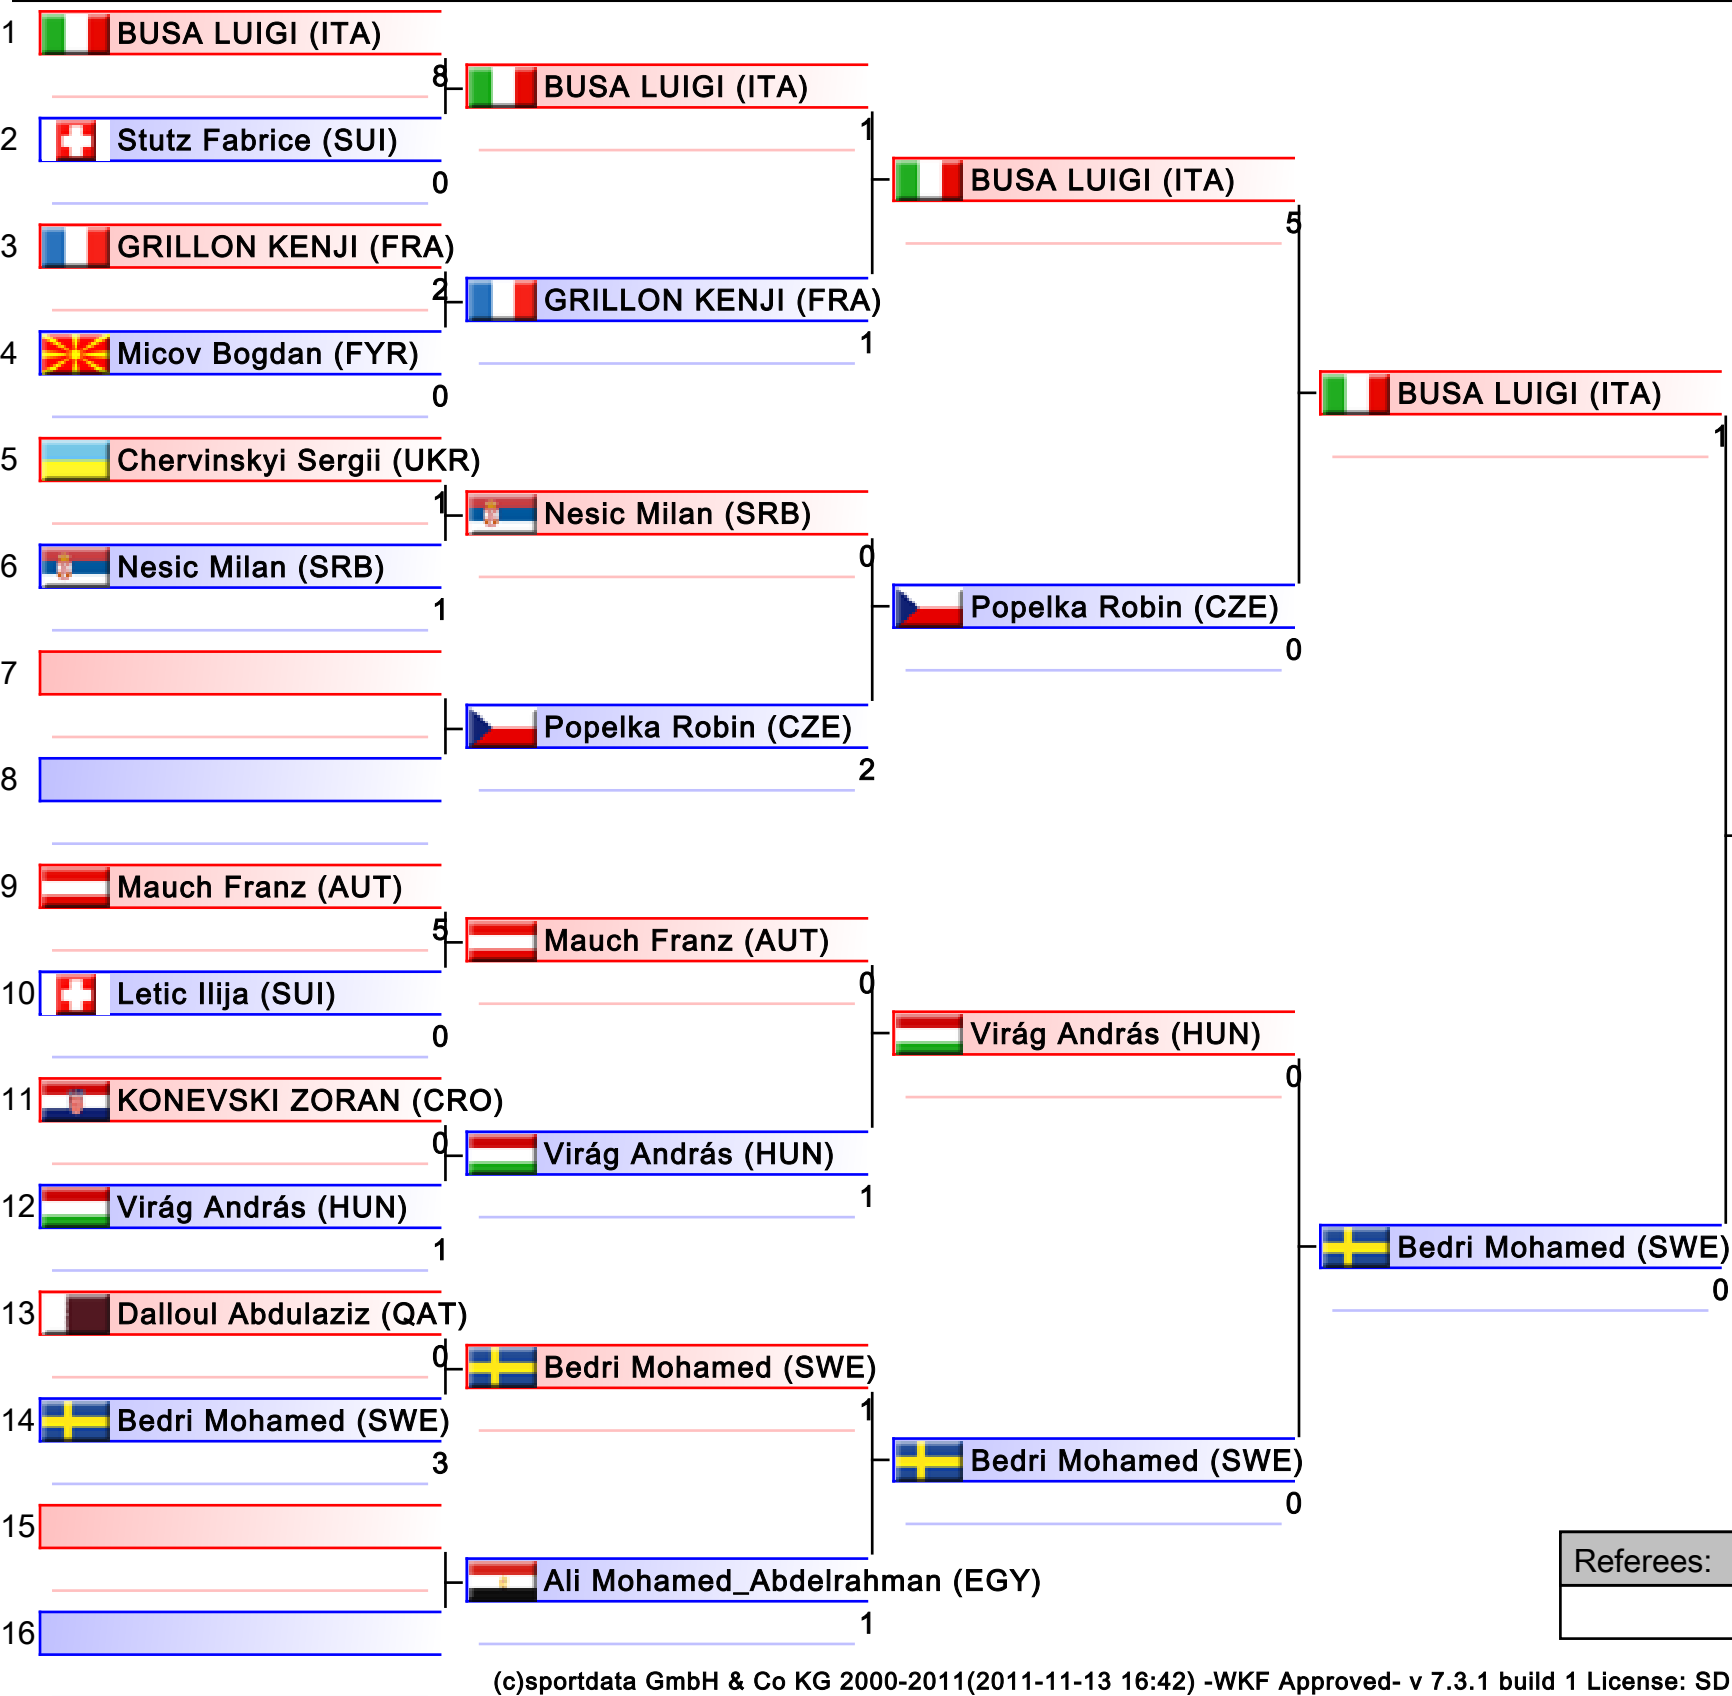 1 BUSA LUIGI (ITA)
8
2 Stutz Fabrice (SUI)
0
3 GRILLON KENJI (FRA)
2
4 Micov Bogdan (FYR)
0
5 Chervinskyi Sergii (UKR)
1
6 Nesic Milan (SRB)
1
7
8
9 Mauch Franz (AUT)
5
10 Letic Ilija (SUI)
0
11 KONEVSKI ZORAN (CRO)
0
12 Virág András (HUN)
1
13 Dalloul Abdulaziz (QAT)
0
14 Bedri Mohamed (SWE)
3
15
16
BUSA LUIGI (ITA)
1
GRILLON KENJI (FRA)
1
Nesic Milan (SRB)
0
Popelka Robin (CZE)
2
Mauch Franz (AUT)
0
Virág András (HUN)
1
Bedri Mohamed (SWE)
1
Ali Mohamed_Abdelrahman (EGY)
1
BUSA LUIGI (ITA)
5
Popelka Robin (CZE)
0
Virág András (HUN)
0
Bedri Mohamed (SWE)
0
BUSA LUIGI (ITA)
1
Bedri Mohamed (SWE)
0
Referees:
(c)sportdata GmbH & Co KG 2000-2011(2011-11-13 16:42) -WKF Approved- v 7.3.1 build 1 License: SD